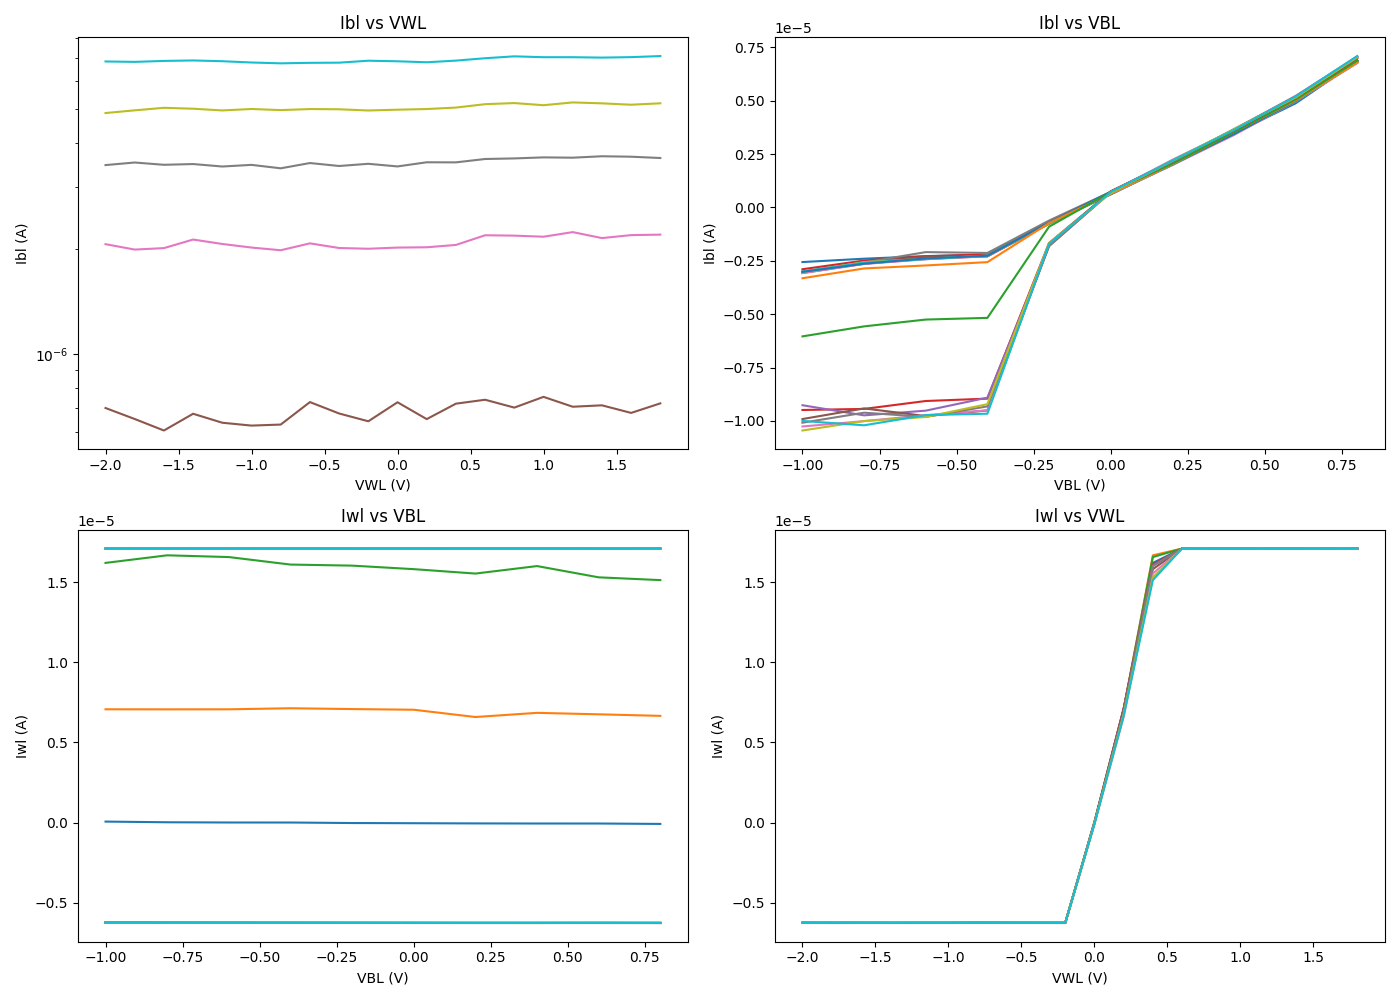 Ibl vs VWL
Ibl (A)
10⁻⁶
−2.0 −1.5 −1.0 −0.5 0.0 0.5 1.0 1.5
VWL (V)
Ibl vs VBL
1e−5
Ibl (A)
0.75
0.50
0.25
0.00
−0.25
−0.50
−0.75
−1.00
−1.00 −0.75 −0.50 −0.25 0.00 0.25 0.50 0.75
VBL (V)
Iwl vs VBL
1e−5
Iwl (A)
1.5
1.0
0.5
0.0
−0.5
−1.00 −0.75 −0.50 −0.25 0.00 0.25 0.50 0.75
VBL (V)
Iwl vs VWL
1e−5
Iwl (A)
1.5
1.0
0.5
0.0
−0.5
−2.0 −1.5 −1.0 −0.5 0.0 0.5 1.0 1.5
VWL (V)